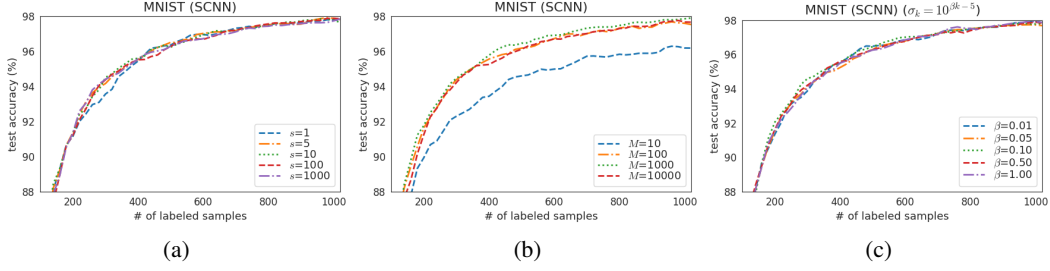 MNIST (SCNN)
test accuracy (%)
98
96
94
92
90
88
s=1
s=5
s=10
s=100
s=1000
200 400 600 800 1000
# of labeled samples
(a)
MNIST (SCNN)
test accuracy (%)
98
96
94
92
90
88
M=10
M=100
M=1000
M=10000
200 400 600 800 1000
# of labeled samples
(b)
MNIST (SCNN) (σₖ = 10^{βk−5})
test accuracy (%)
98
96
94
92
90
88
β=0.01
β=0.05
β=0.10
β=0.50
β=1.00
200 400 600 800 1000
# of labeled samples
(c)